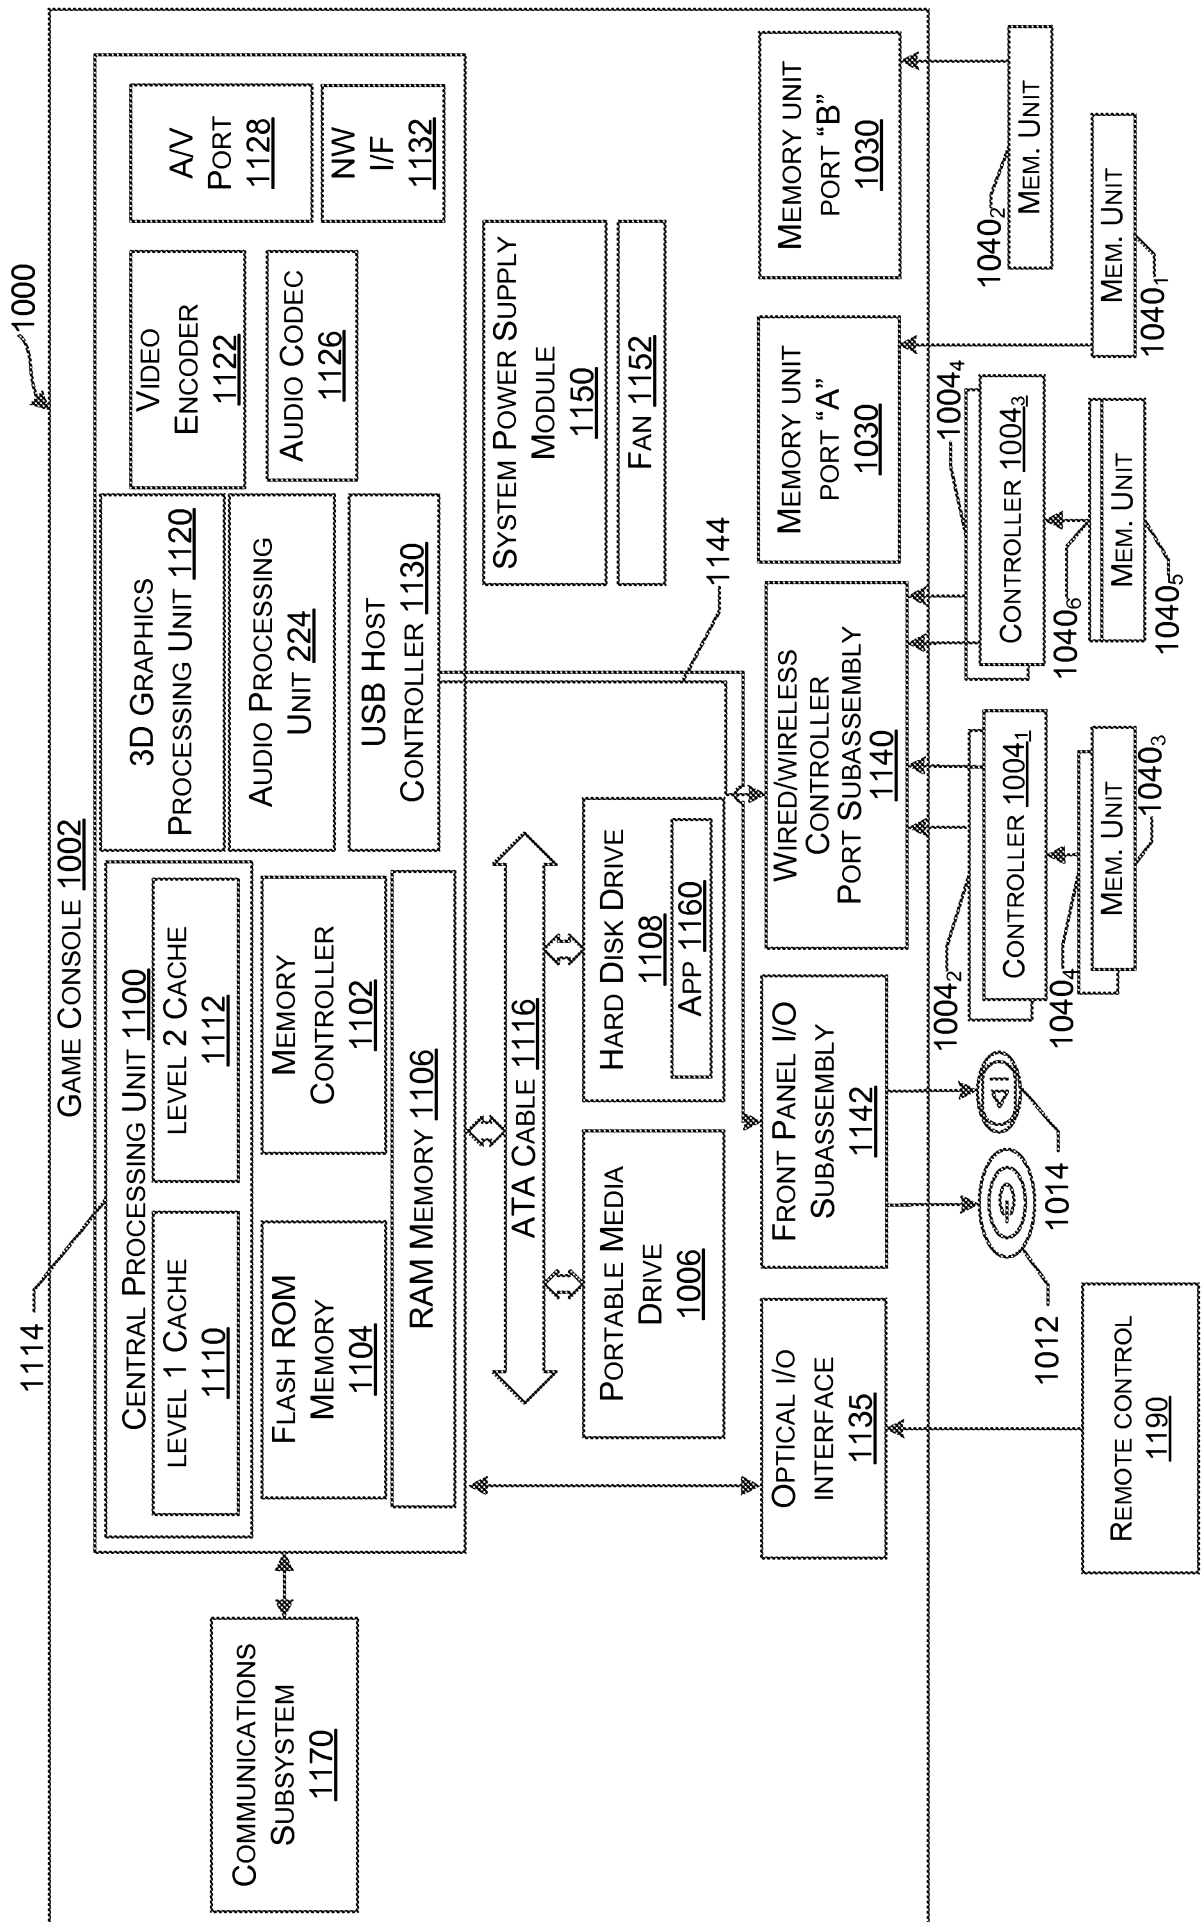 1000
GAME CONSOLE 1002
1114
CENTRAL PROCESSING UNIT 1100
LEVEL 1 CACHE
1110
LEVEL 2 CACHE
1112
3D GRAPHICS
PROCESSING UNIT 1120
VIDEO
ENCODER
1122
A/V
PORT
1128
FLASH ROM
MEMORY
1104
MEMORY
CONTROLLER
1102
AUDIO PROCESSING
UNIT 224
AUDIO CODEC
1126
NW
I/F
1132
RAM MEMORY 1106
USB HOST
CONTROLLER 1130
COMMUNICATIONS
SUBSYSTEM
1170
ATA CABLE 1116
SYSTEM POWER SUPPLY
MODULE
1150
FAN 1152
PORTABLE MEDIA
DRIVE
1006
HARD DISK DRIVE
1108
APP 1160
1144
OPTICAL I/O
INTERFACE
1135
FRONT PANEL I/O
SUBASSEMBLY
1142
WIRED/WIRELESS
CONTROLLER
PORT SUBASSEMBLY
1140
MEMORY UNIT
PORT “A”
1030
MEMORY UNIT
PORT “B”
1030
REMOTE CONTROL
1190
1012
1014
1004₂
CONTROLLER 1004₁
1040₄
MEM. UNIT
1040₃
1004₄
CONTROLLER 1004₃
1040₆
MEM. UNIT
1040₅
MEM. UNIT
1040₁
1040₂
MEM. UNIT